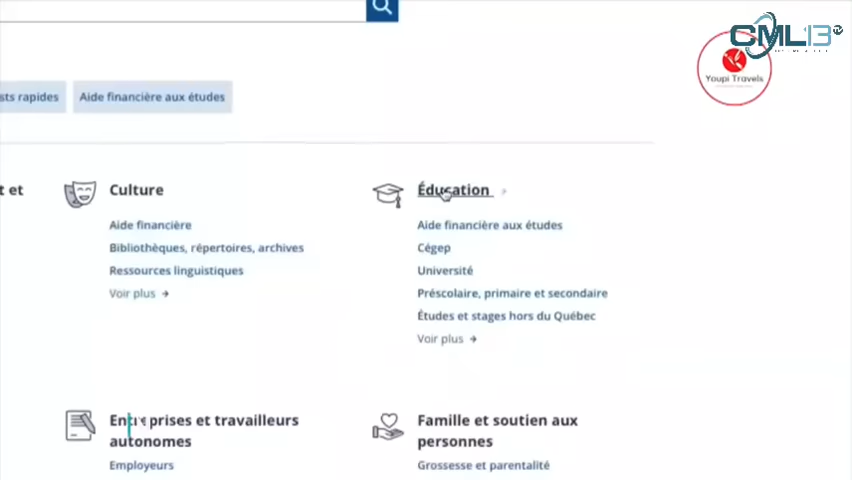 CML13 TV
Youpi Travels
sts rapides
Aide financière aux études
t et
Culture
Éducation
Aide financière
Aide financière aux études
Bibliothèques, répertoires, archives
Cégep
Ressources linguistiques
Université
Voir plus →
Préscolaire, primaire et secondaire
Études et stages hors du Québec
Voir plus →
Entreprises et travailleurs
autonomes
Famille et soutien aux
personnes
Employeurs
Grossesse et parentalité